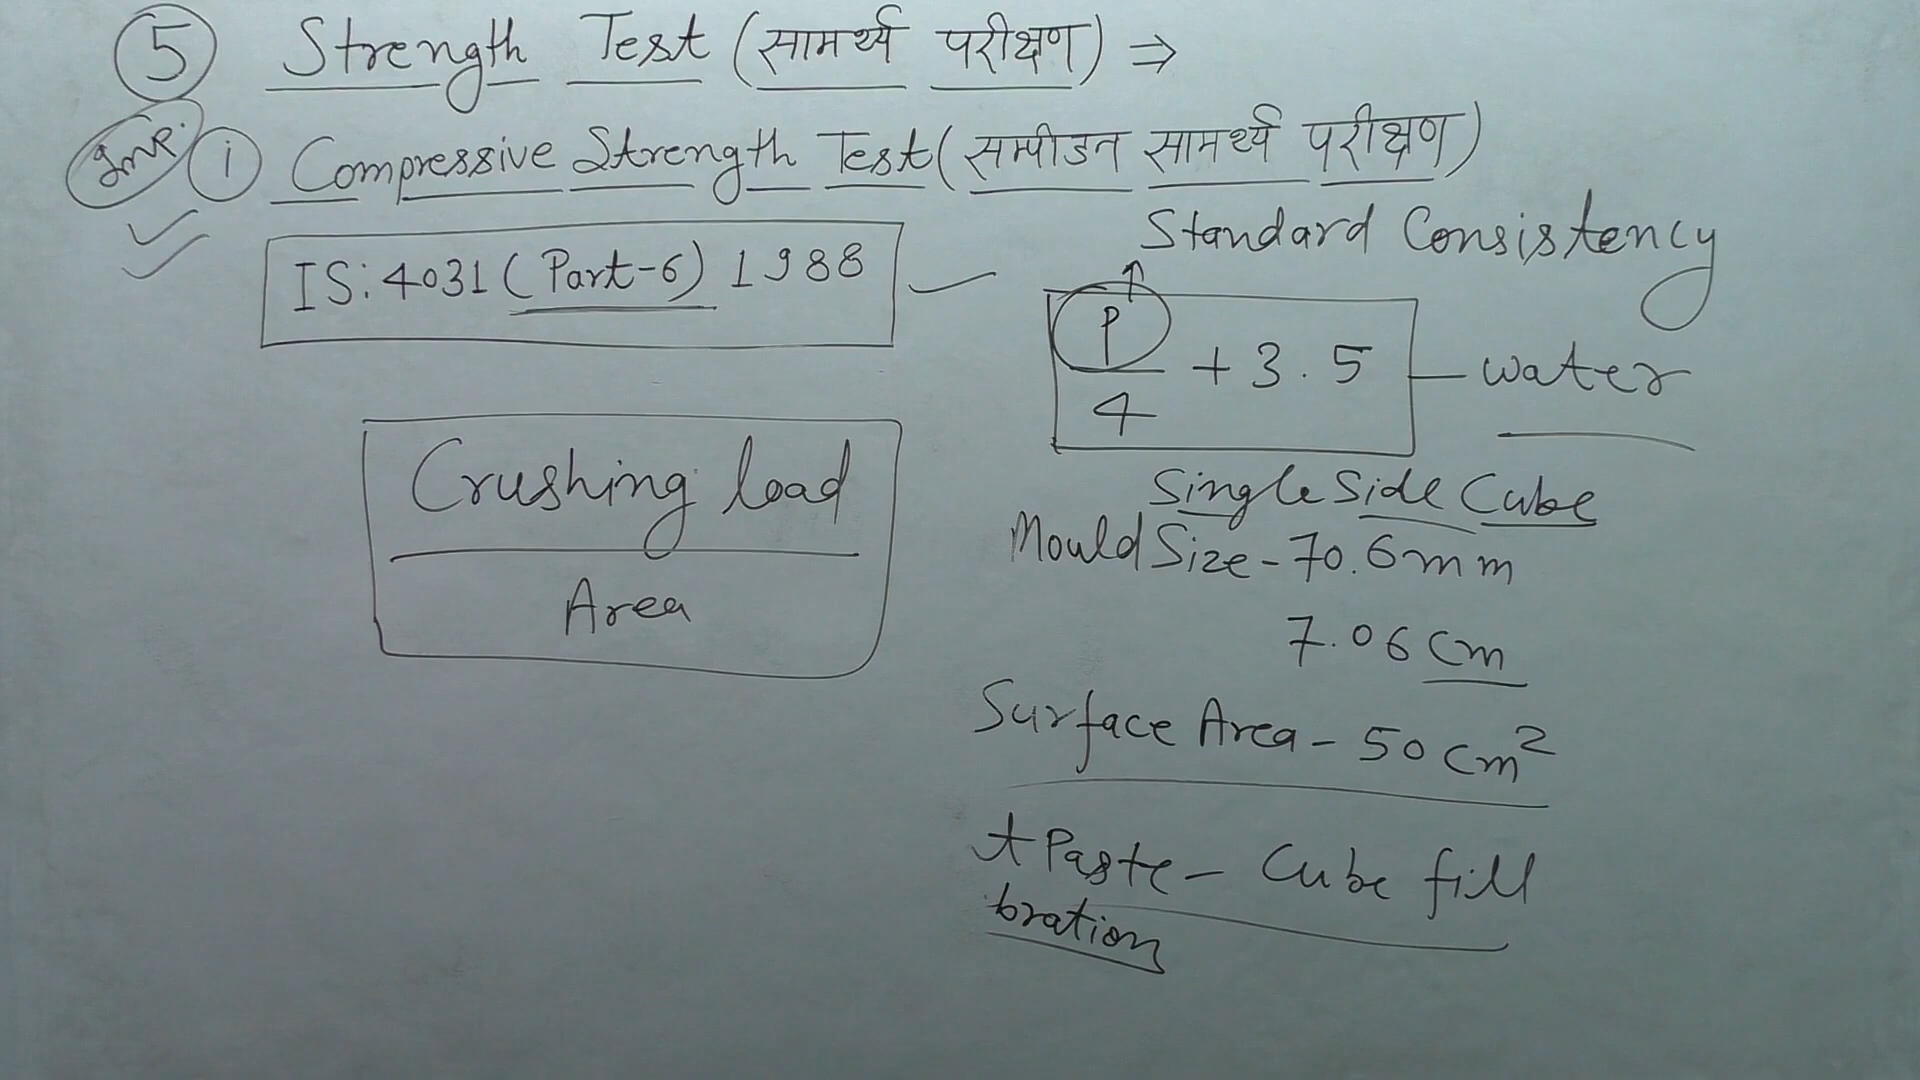 5 Strength Test (सामर्थ्य परीक्षण) ⇒
Imp. i Compressive Strength Test (सम्पीडन सामर्थ्य परीक्षण)
IS: 4031 (Part-6) 1988
Standard Consistency
P/4 + 3.5 — water
Crushing load
Area
Single Side Cube
Mould Size - 70.6mm
7.06 cm
Surface Area - 50 cm²
Paste - Cube fill
bration